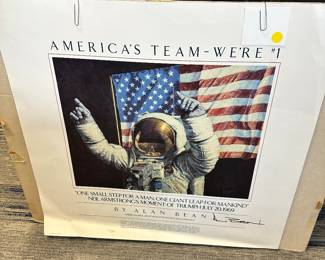 AMERICA'S TEAM - WE'RE #1
"ONE SMALL STEP FOR A MAN, ONE GIANT LEAP FOR MANKIND"
NEIL ARMSTRONG'S MOMENT OF TRIUMPH JULY 20, 1969
BY ALAN BEAN